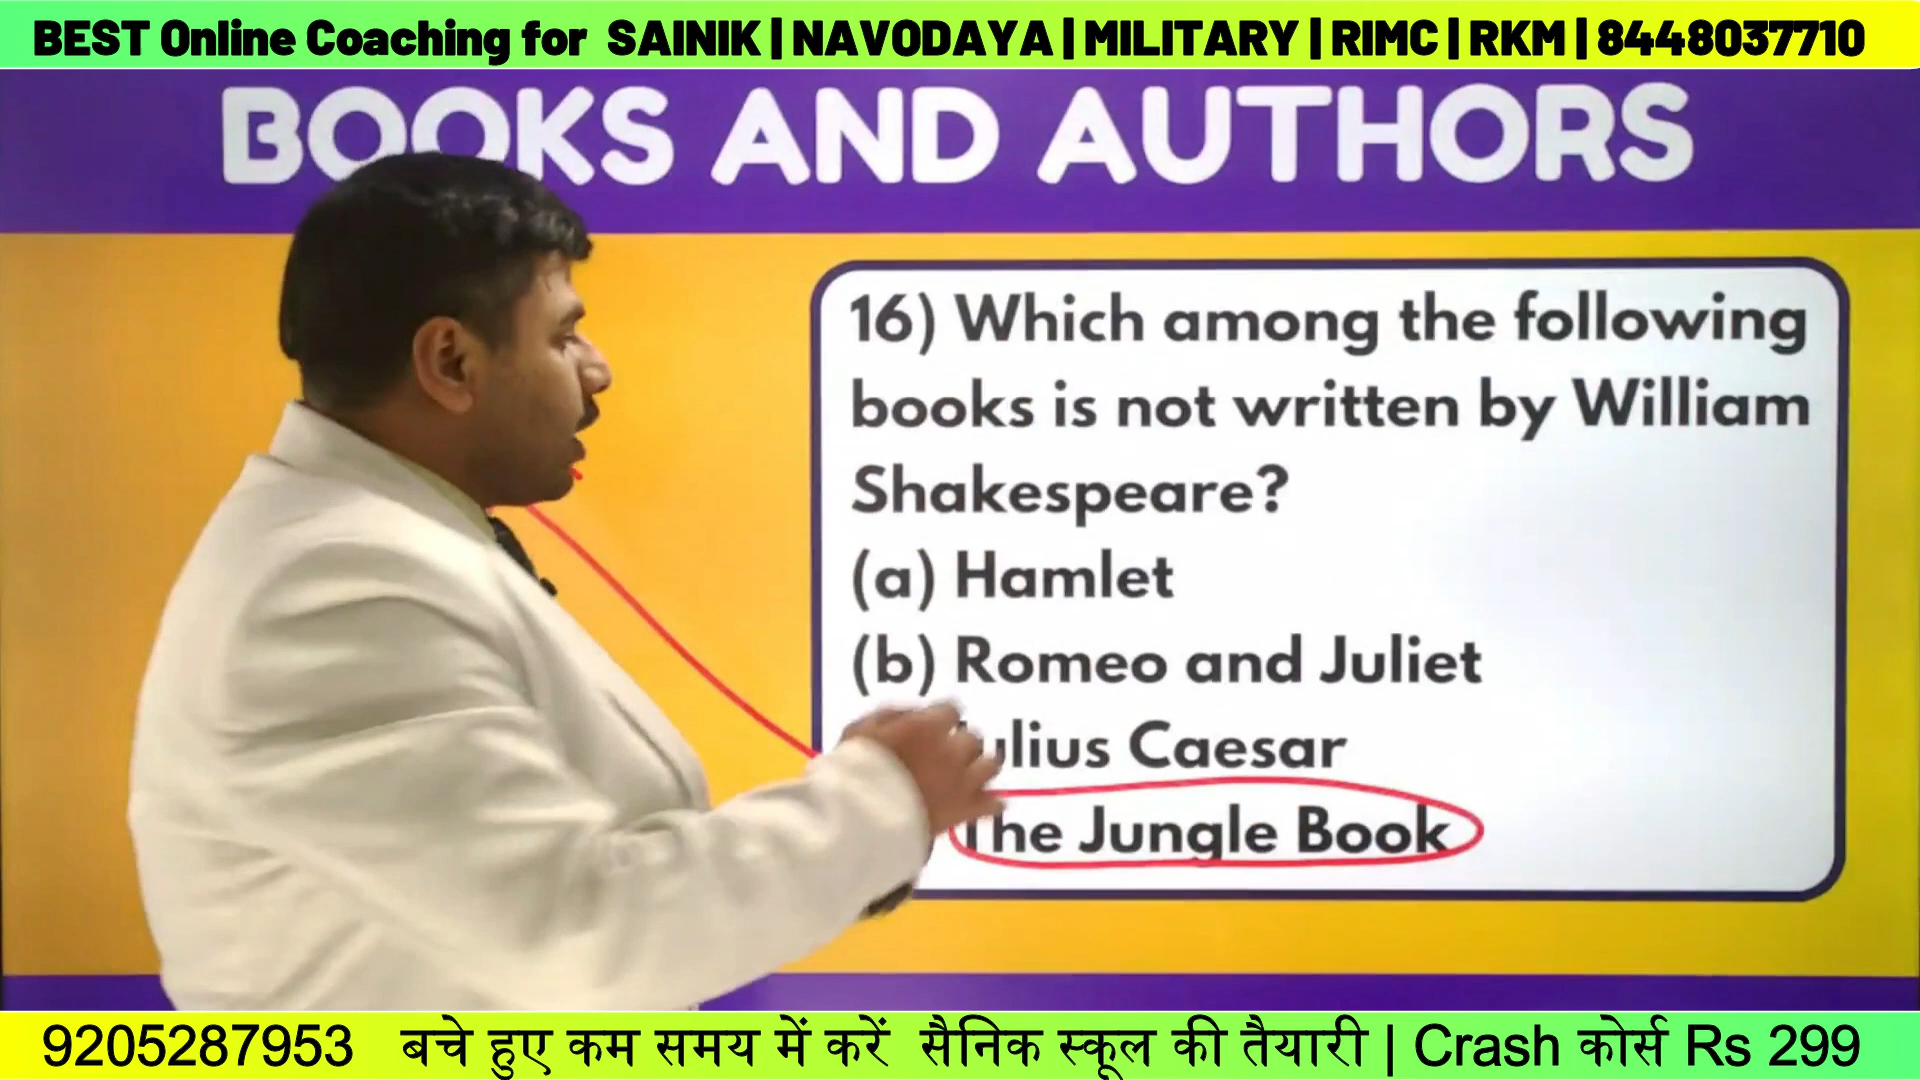 BEST Online Coaching for SAINIK | NAVODAYA | MILITARY | RIMC | RKM | 8448037710
BOOKS AND AUTHORS
16) Which among the following
books is not written by William
Shakespeare?
(a) Hamlet
(b) Romeo and Juliet
Caesar
The Jungle Book
9205287953 बचे हुए कम समय में करें सैनिक स्कूल की तैयारी | Crash कोर्स Rs 299